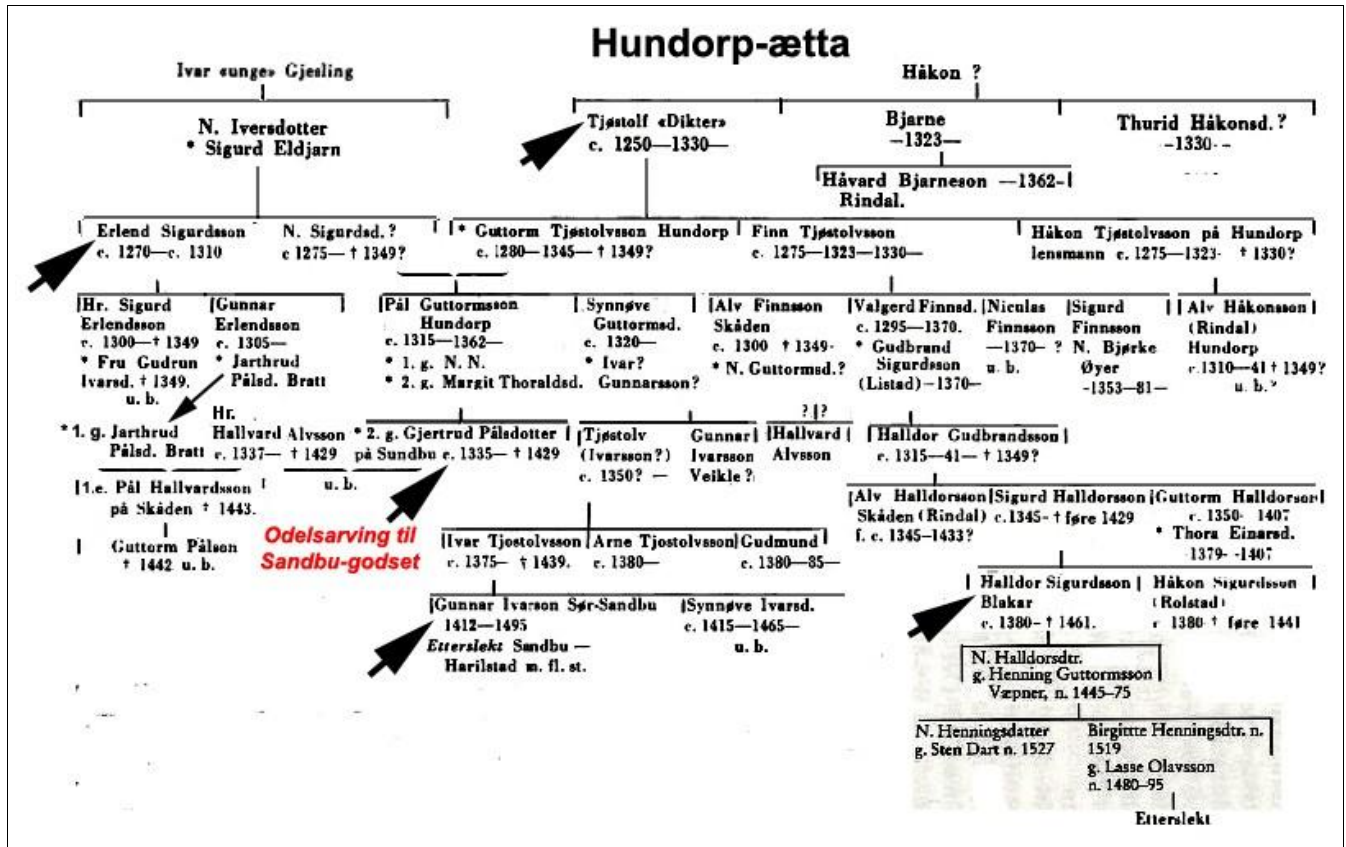 Hundorp-ætta
Ivar «unge» Gjesling
Håkon ?
N. Iversdotter
* Sigurd Eldjarn
Tjøstolf «Dikter»
c. 1250—1330—
Bjarne
—1323—
Thurid Håkonsd. ?
-1330- -
Håvard Bjarneson —1362-
Rindal.
Erlend Sigurdsson
c. 1270—c. 1310
N. Sigurdsd. ?
c 1275— † 1349?
* Guttorm Tjøstolvsson Hundorp
c. 1280—1345— † 1349?
Finn Tjøstolvsson
c. 1275—1323—1330—
Håkon Tjøstolvsson på Hundorp
lensmann c. 1275—1323- † 1330?
Hr. Sigurd
Erlendsson
c. 1300—† 1349
* Fru Gudrun
Ivarsd. † 1349.
u. b.
Gunnar
Erlendsson
c. 1305—
* Jarthrud
Pålsd. Bratt
Pål Guttormsson
Hundorp
c. 1315—1362—
* 1. g. N. N.
* 2. g. Margit Thoraldsd.
Synnøve
Guttormsd.
c. 1320—
* Ivar?
Gunnarsson?
Alv Finnsson
Skåden
c. 1300 † 1349-
* N. Guttormsd.?
Valgerd Finnsd.
c. 1295—1370.
* Gudbrand
Sigurdsson
(Listad) —1370—
Niculas
Finnsson
—1370— ?
u. b.
Sigurd
Finnsson
N. Bjørke
Øyer
-1353—81—
Alv Håkonsson
(Rindal)
Hundorp
c.1310—41 † 1349?
u. b.?
*1. g. Jarthrud
Pålsd. Bratt
Hr.
Hallvard Alvsson
c. 1337— † 1429
* 2. g. Gjertrud Pålsdotter
på Sundbu c. 1335— † 1429
u. b.
Tjøstolv
(Ivarsson?)
c. 1350? —
Gunnar
Ivarsson
Veikle?
? ?
Hallvard
Alvsson
Halldor Gudbrandsson
c. 1315—41— † 1349?
1.e. Pål Hallvardsson
på Skåden † 1443.
Guttorm Pålson
† 1442 u. b.
Odelsarving til
Sandbu-godset
Alv Halldorsson
Skåden (Rindal)
f. c. 1345—1433?
Sigurd Halldorsson
c.1345- † føre 1429
Guttorm Halldorson
c. 1350- 1407
* Thora Einarsd.
1379- -1407
Ivar Tjostolvsson
c. 1375— † 1439.
Arne Tjostolvsson
c. 1380—
Gudmund
c. 1380—85—
Halldor Sigurdsson
Blakar
c. 1380- † 1461.
Håkon Sigurdsson
(Rolstad)
c 1380 † føre 1441
Gunnar Ivarson Sør-Sandbu
1412—1495
Etterslekt Sandbu —
Harilstad m. fl. st.
Synnøve Ivarsd.
c. 1415—1465—
u. b.
N. Halldorsdtr.
g. Henning Guttormsson
Væpner, n. 1445–75
N. Henningsdatter
g. Sten Dart n. 1527
Birgittte Henningsdtr. n.
1519
g. Lasse Olavsson
n. 1480–95
Etterslekt